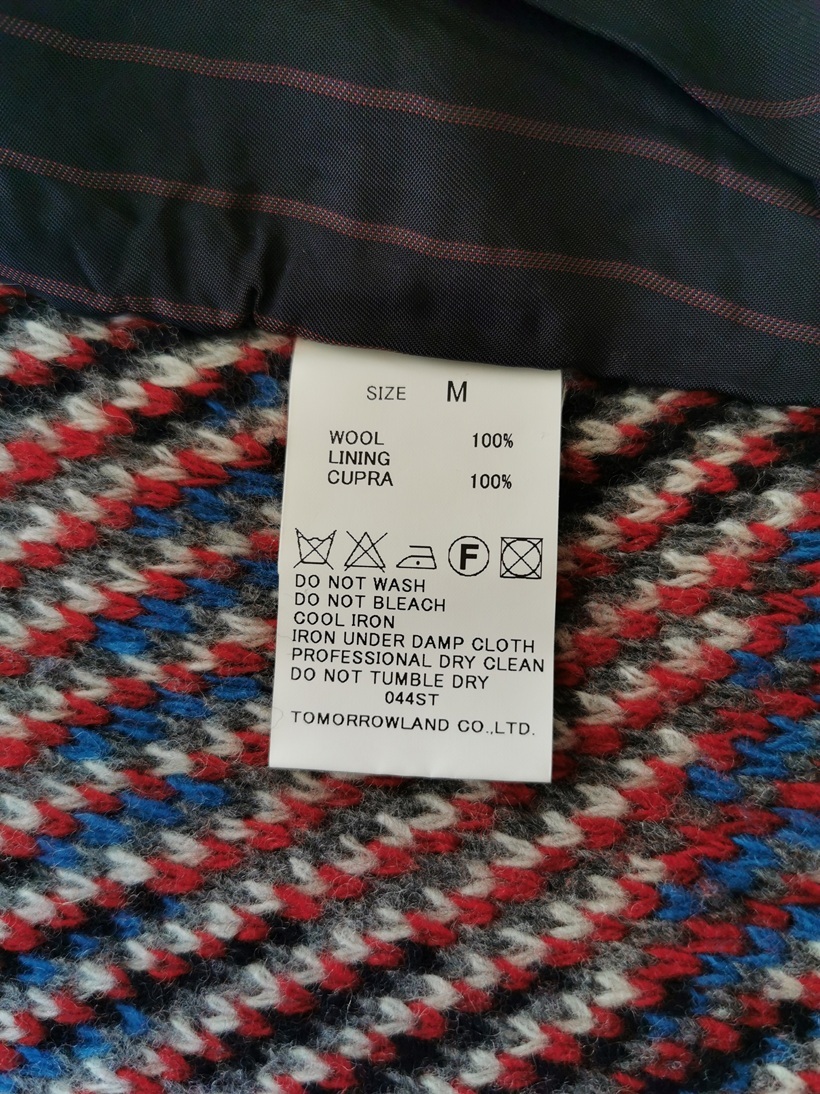 SIZE M
WOOL 100%
LINING
CUPRA 100%
F
DO NOT WASH
DO NOT BLEACH
COOL IRON
IRON UNDER DAMP CLOTH
PROFESSIONAL DRY CLEAN
DO NOT TUMBLE DRY
044ST
TOMORROWLAND CO.,LTD.